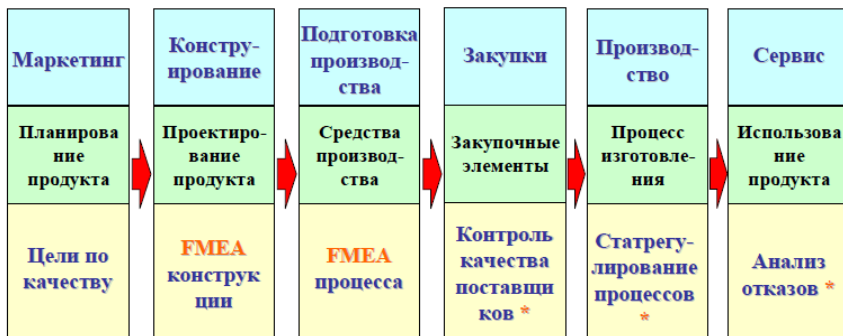 Маркетинг
Планирова
ние
продукта
Цели по
качеству
Констру-
ирование
Проектиро-
вание
продукта
FMEA
конструк
ции
Подготовка
производ-
ства
Средства
производ-
ства
FMEA
процесса
Закупки
Закупочные
элементы
Контроль
качества
поставщи
ков *
Производ-
ство
Процесс
изготовле-
ния
Статрегу-
лирование
процессов
*
Сервис
Использова
ние
продукта
Анализ
отказов *